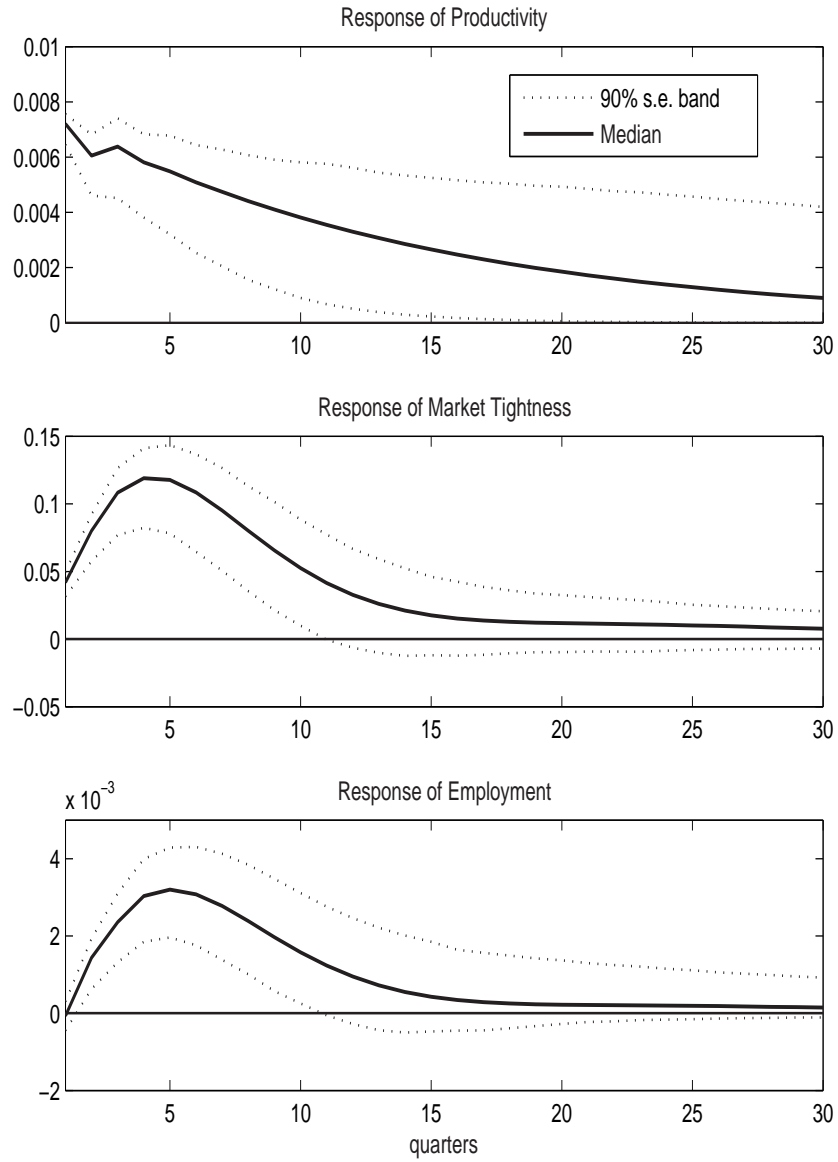 Response of Productivity
0.01
0.008
0.006
0.004
0.002
0
90% s.e. band
Median
5 10 15 20 25 30
Response of Market Tightness
0.15
0.1
0.05
0
−0.05
5 10 15 20 25 30
Response of Employment
x 10⁻³
4
2
0
−2
5 10 15 20 25 30
quarters